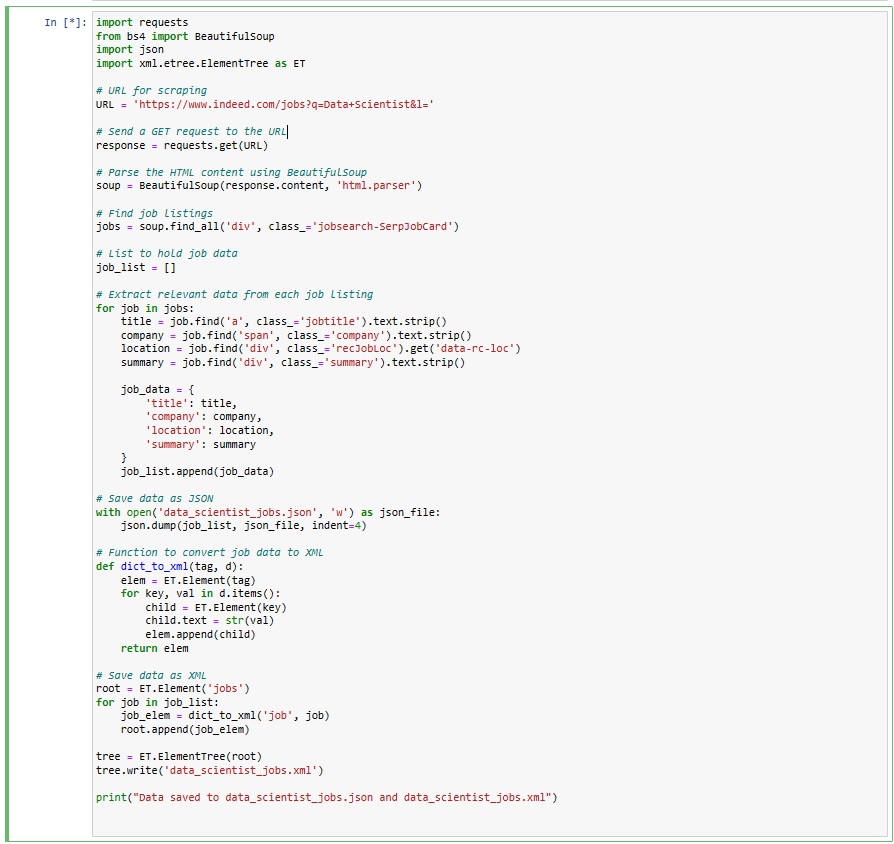 In [*]:
import requests
from bs4 import BeautifulSoup
import json
import xml.etree.ElementTree as ET

# URL for scraping
URL = 'https://www.indeed.com/jobs?q=Data+Scientist&l='

# Send a GET request to the URL
response = requests.get(URL)

# Parse the HTML content using BeautifulSoup
soup = BeautifulSoup(response.content, 'html.parser')

# Find job listings
jobs = soup.find_all('div', class_='jobsearch-SerpJobCard')

# List to hold job data
job_list = []

# Extract relevant data from each job listing
for job in jobs:
    title = job.find('a', class_='jobtitle').text.strip()
    company = job.find('span', class_='company').text.strip()
    location = job.find('div', class_='recJobLoc').get('data-rc-loc')
    summary = job.find('div', class_='summary').text.strip()

    job_data = {
        'title': title,
        'company': company,
        'location': location,
        'summary': summary
    }
    job_list.append(job_data)

# Save data as JSON
with open('data_scientist_jobs.json', 'w') as json_file:
    json.dump(job_list, json_file, indent=4)

# Function to convert job data to XML
def dict_to_xml(tag, d):
    elem = ET.Element(tag)
    for key, val in d.items():
        child = ET.Element(key)
        child.text = str(val)
        elem.append(child)
    return elem

# Save data as XML
root = ET.Element('jobs')
for job in job_list:
    job_elem = dict_to_xml('job', job)
    root.append(job_elem)

tree = ET.ElementTree(root)
tree.write('data_scientist_jobs.xml')

print("Data saved to data_scientist_jobs.json and data_scientist_jobs.xml")